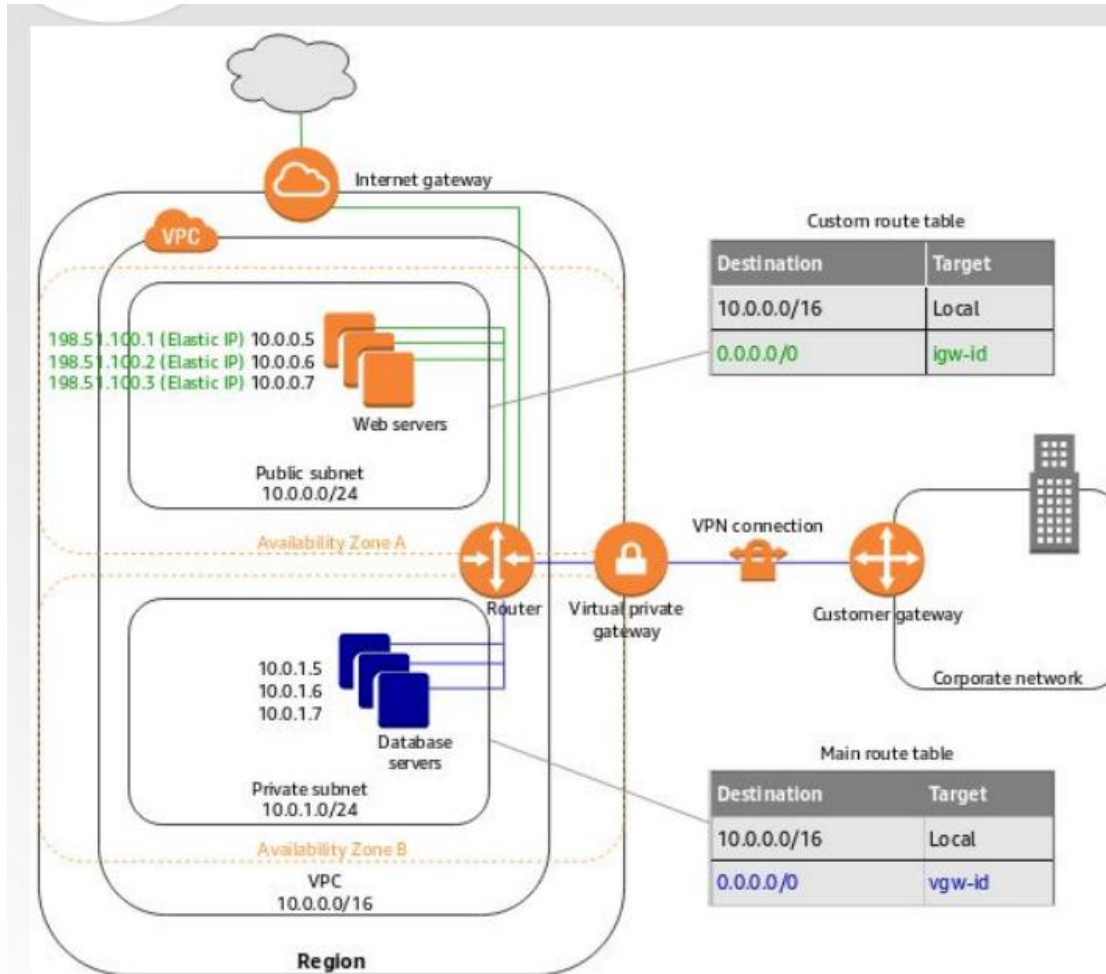 Internet gateway
VPC
Custom route table
Destination Target
10.0.0.0/16 Local
0.0.0.0/0 igw-id
198.51.100.1 (Elastic IP) 10.0.0.5
198.51.100.2 (Elastic IP) 10.0.0.6
198.51.100.3 (Elastic IP) 10.0.0.7
Web servers
Public subnet
10.0.0.0/24
Availability Zone A
VPN connection
Router
Virtual private
gateway
Customer gateway
Corporate network
10.0.1.5
10.0.1.6
10.0.1.7
Database
servers
Private subnet
10.0.1.0/24
Availability Zone B
Main route table
Destination Target
10.0.0.0/16 Local
0.0.0.0/0 vgw-id
VPC
10.0.0.0/16
Region